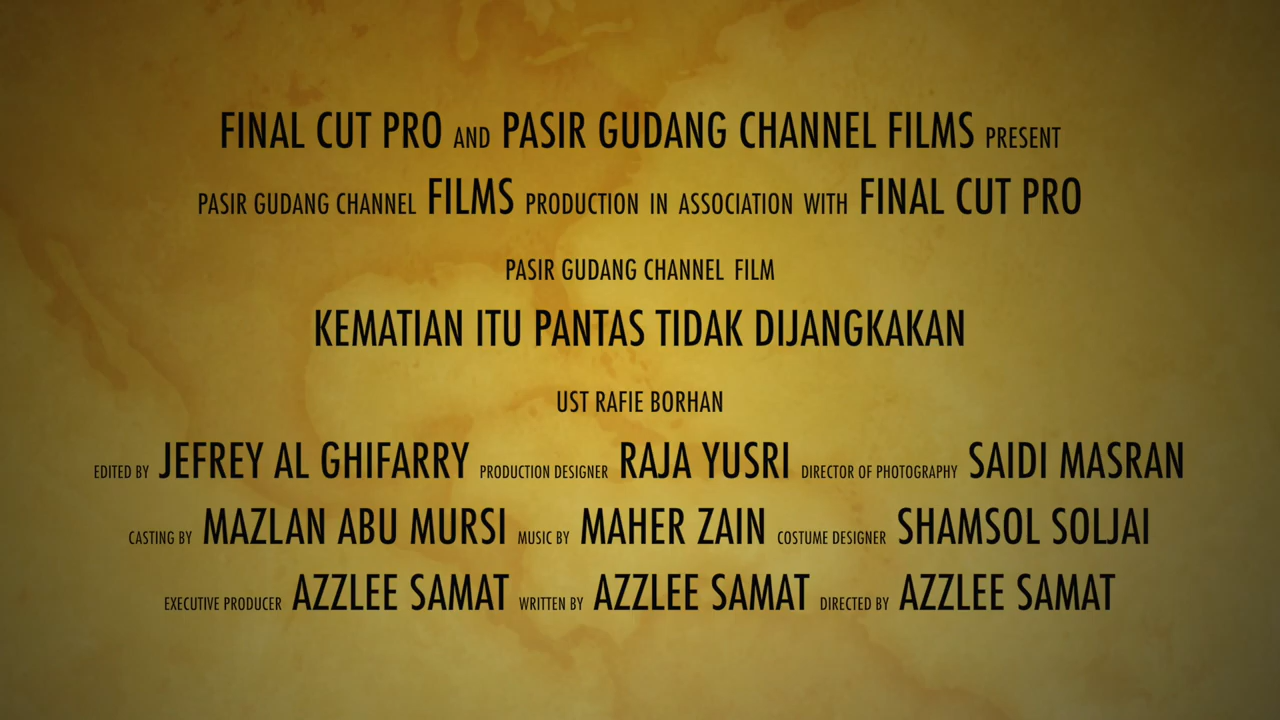 FINAL CUT PRO AND PASIR GUDANG CHANNEL FILMS PRESENT
PASIR GUDANG CHANNEL FILMS PRODUCTION IN ASSOCIATION WITH FINAL CUT PRO
PASIR GUDANG CHANNEL FILM
KEMATIAN ITU PANTAS TIDAK DIJANGKAKAN
UST RAFIE BORHAN
EDITED BY JEFREY AL GHIFARRY PRODUCTION DESIGNER RAJA YUSRI DIRECTOR OF PHOTOGRAPHY SAIDI MASRAN
CASTING BY MAZLAN ABU MURSI MUSIC BY MAHER ZAIN COSTUME DESIGNER SHAMSOL SOLJAI
EXECUTIVE PRODUCER AZZLEE SAMAT WRITTEN BY AZZLEE SAMAT DIRECTED BY AZZLEE SAMAT